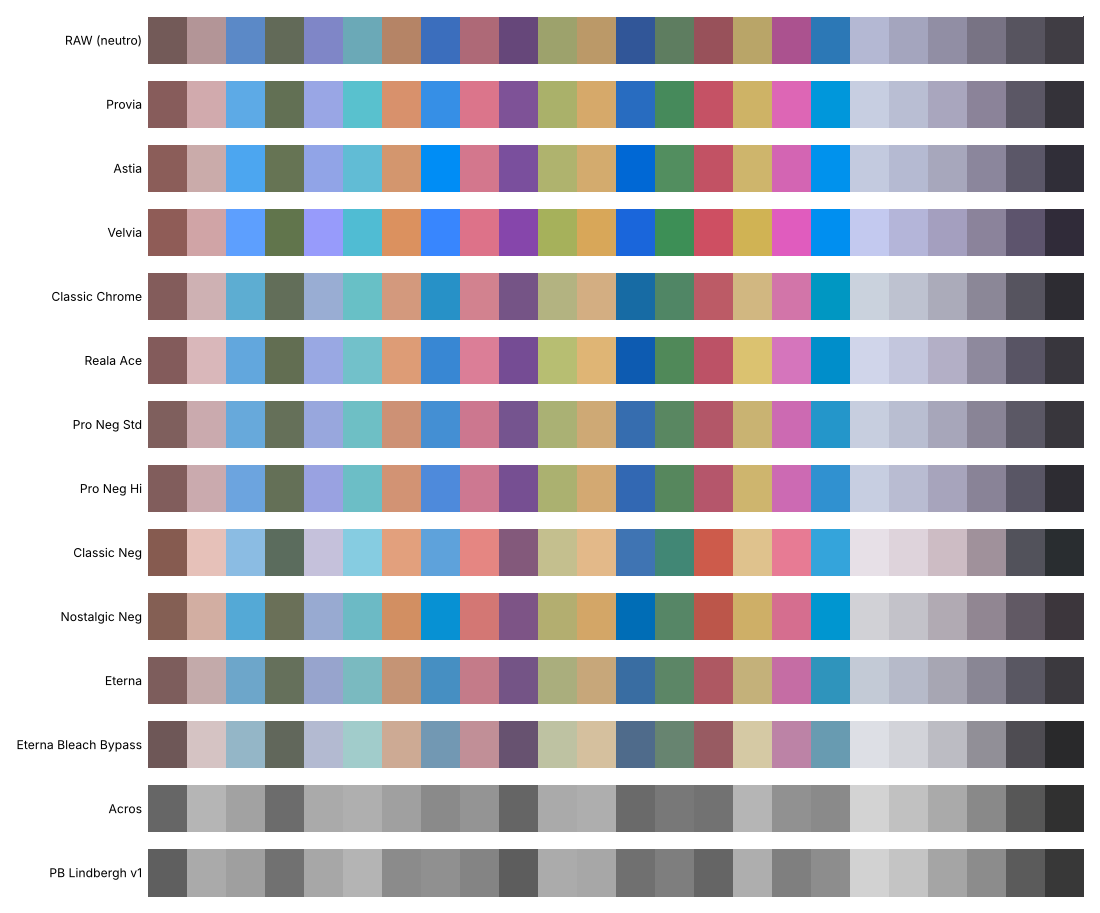 RAW (neutro)
Provia
Astia
Velvia
Classic Chrome
Reala Ace
Pro Neg Std
Pro Neg Hi
Classic Neg
Nostalgic Neg
Eterna
Eterna Bleach Bypass
Acros
PB Lindbergh v1